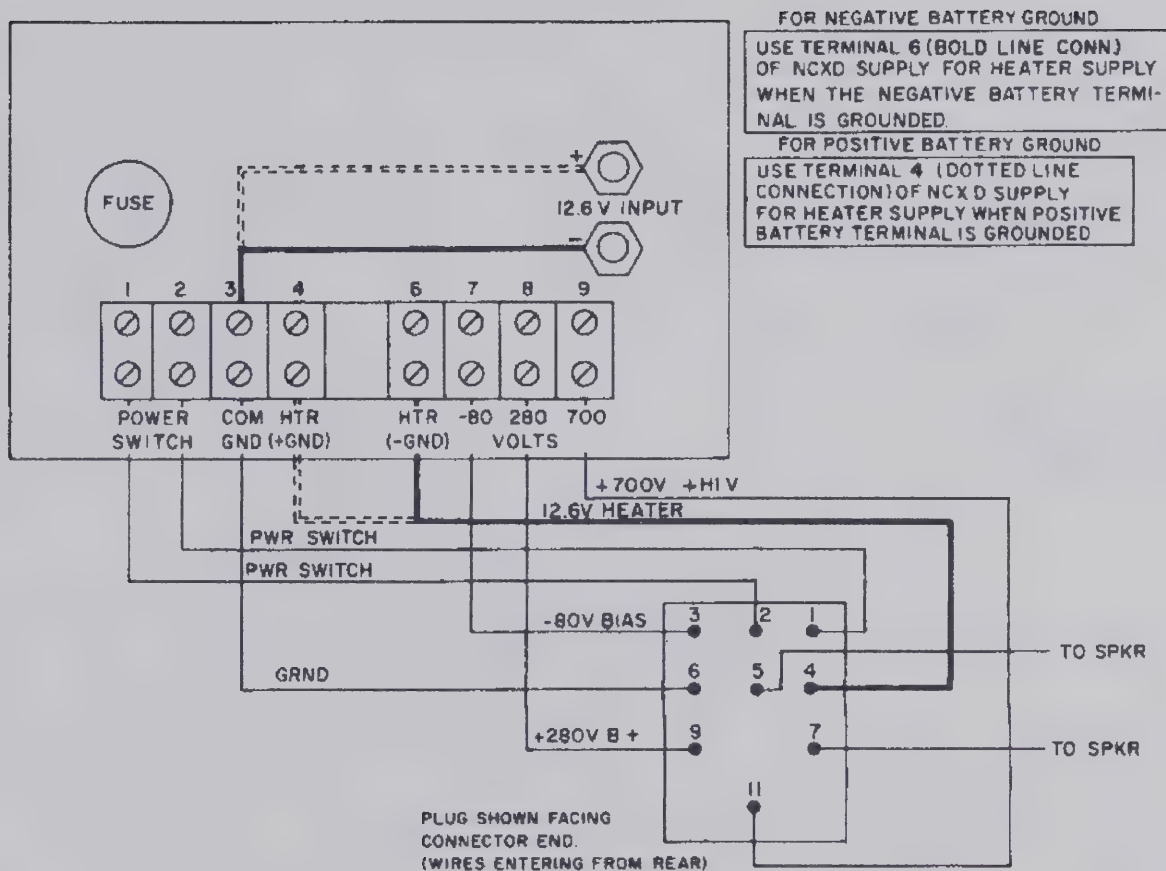 FOR NEGATIVE BATTERY GROUND
USE TERMINAL 6 (BOLD LINE CONN)
OF NCXD SUPPLY FOR HEATER SUPPLY
WHEN THE NEGATIVE BATTERY TERMI-
NAL IS GROUNDED.
FOR POSITIVE BATTERY GROUND
USE TERMINAL 4 (DOTTED LINE
CONNECTION) OF NCX D SUPPLY
FOR HEATER SUPPLY WHEN POSITIVE
BATTERY TERMINAL IS GROUNDED
FUSE
+
12.6 V INPUT
-
1 2 3 4 6 7 8 9
POWER SWITCH
COM GND
HTR (+GND)
HTR (-GND)
-80 280 700
VOLTS
+700V +H1 V
12.6V HEATER
PWR SWITCH
PWR SWITCH
-80V BIAS
3 2 1
TO SPKR
GRND
6 5 4
+280V B +
9 7
TO SPKR
11
PLUG SHOWN FACING
CONNECTOR END.
(WIRES ENTERING FROM REAR)